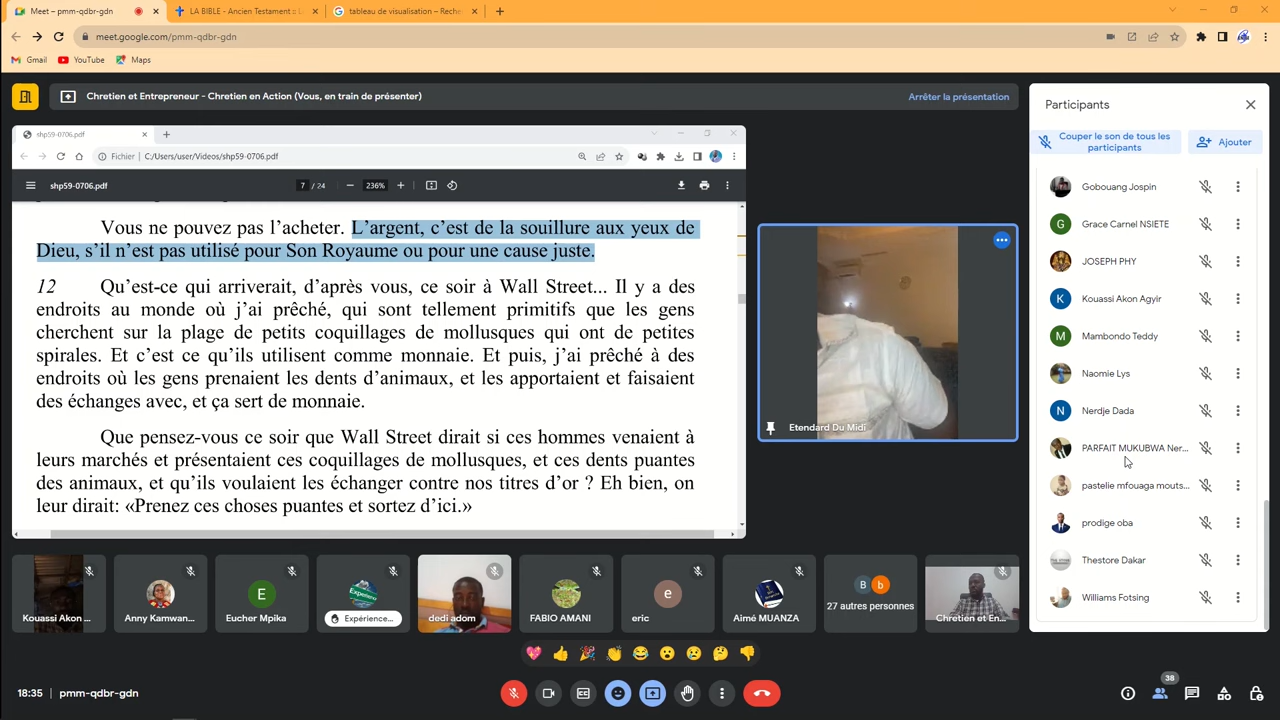 Meet – pmm-qdbr-gdn
LA BIBLE - Ancien Testament
tableau de visualisation – Reche
meet.google.com/pmm-qdbr-gdn
Gmail
YouTube
Maps
Chretien et Entrepreneur - Chretien en Action (Vous, en train de présenter)
Arrêter la présentation
shp59-0706.pdf
Fichier
C:/Users/user/Videos/shp59-0706.pdf
shp59-0706.pdf
7 / 24
236%
Vous ne pouvez pas l’acheter. L’argent, c’est de la souillure aux yeux de
Dieu, s’il n’est pas utilisé pour Son Royaume ou pour une cause juste.
12 Qu’est-ce qui arriverait, d’après vous, ce soir à Wall Street... Il y a des
endroits au monde où j’ai prêché, qui sont tellement primitifs que les gens
cherchent sur la plage de petits coquillages de mollusques qui ont de petites
spirales. Et c’est ce qu’ils utilisent comme monnaie. Et puis, j’ai prêché à des
endroits où les gens prenaient les dents d’animaux, et les apportaient et faisaient
des échanges avec, et ça sert de monnaie.
Que pensez-vous ce soir que Wall Street dirait si ces hommes venaient à
leurs marchés et présentaient ces coquillages de mollusques, et ces dents puantes
des animaux, et qu’ils voulaient les échanger contre nos titres d’or ? Eh bien, on
leur dirait: «Prenez ces choses puantes et sortez d’ici.»
Etendard Du Midi
Participants
Couper le son de tous les
participants
Ajouter
Gobouang Jospin
G
Grace Carnel NSIETE
JOSEPH PHY
K
Kouassi Akon Agyir
M
Mambondo Teddy
Naomie Lys
N
Nerdje Dada
PARFAIT MUKUBWA Ner...
pastelie mfouaga mouts...
prodige oba
Thestore Dakar
Williams Fotsing
Kouassi Akon ...
Anny Kamwan...
E
Eucher Mpika
Expérience...
dedi adom
FABIO AMANI
e
eric
Aimé MUANZA
B
b
27 autres personnes
Chretien et En...
18:35
pmm-qdbr-gdn
38